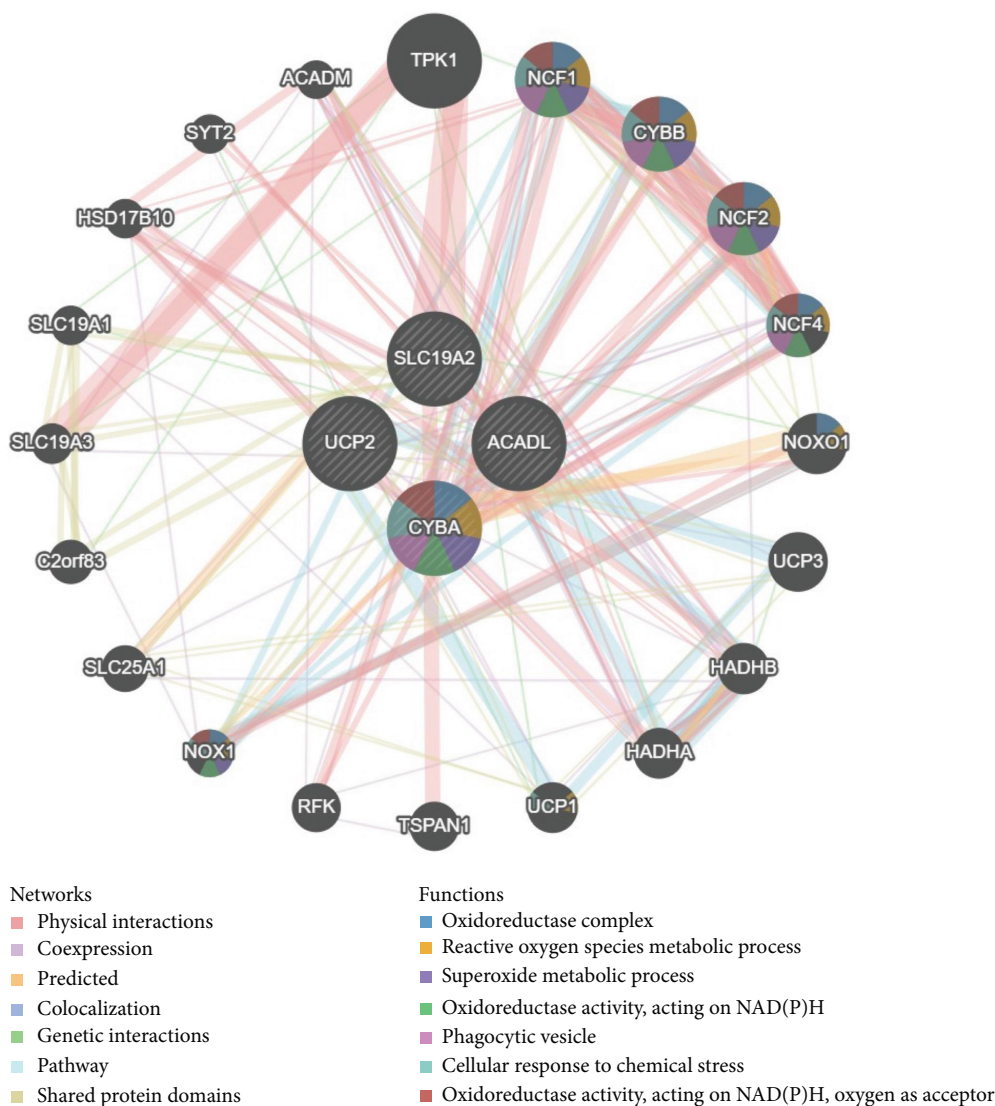 TPK1
ACADM
NCF1
SYT2
CYBB
HSD17B10
NCF2
SLC19A1
NCF4
SLC19A2
SLC19A3
UCP2
ACADL
NOXO1
CYBA
C2orf83
UCP3
SLC25A1
HADHB
NOX1
HADHA
RFK
TSPAN1
UCP1
Networks
Physical interactions
Coexpression
Predicted
Colocalization
Genetic interactions
Pathway
Shared protein domains
Functions
Oxidoreductase complex
Reactive oxygen species metabolic process
Superoxide metabolic process
Oxidoreductase activity, acting on NAD(P)H
Phagocytic vesicle
Cellular response to chemical stress
Oxidoreductase activity, acting on NAD(P)H, oxygen as acceptor